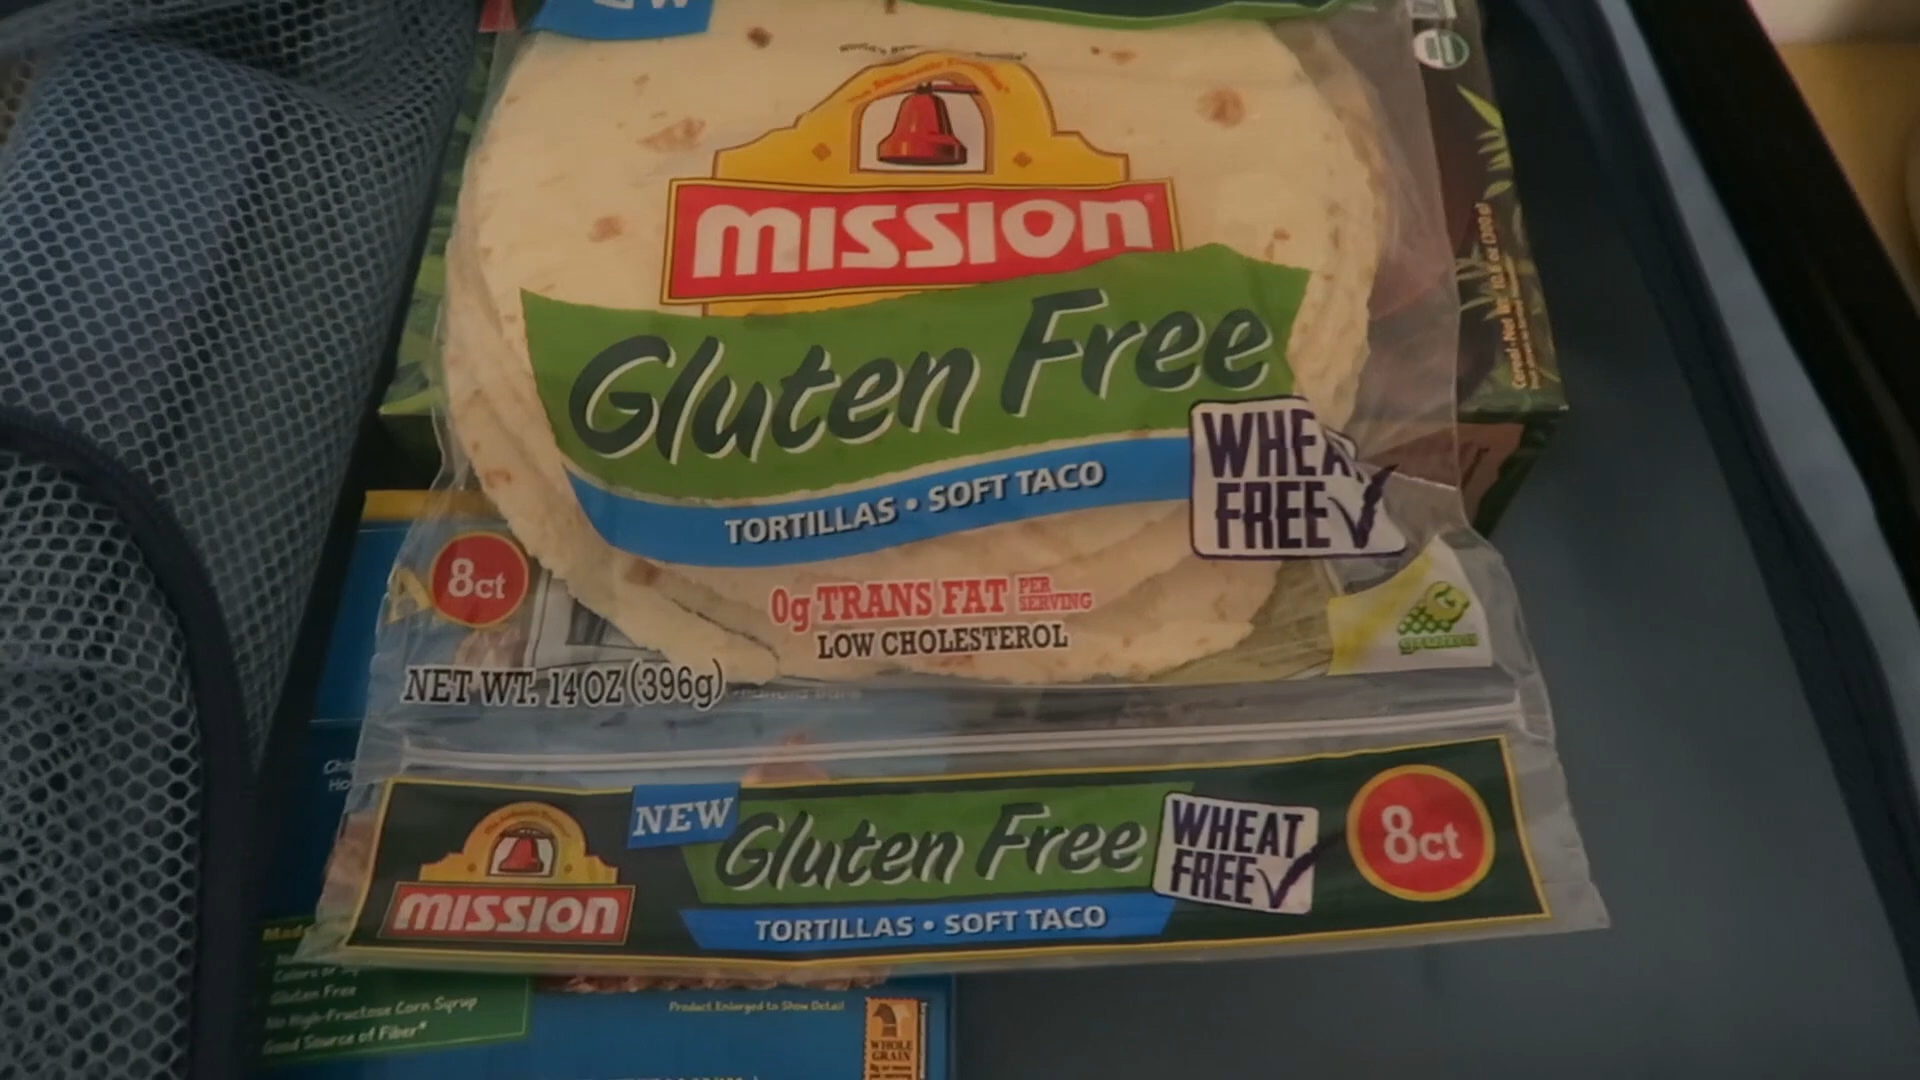 MISSION
Gluten Free
TORTILLAS • SOFT TACO
WHEAT
FREE
8ct
0g TRANS FAT PER SERVING
LOW CHOLESTEROL
NET WT. 14 OZ (396g)
NEW
MISSION
Gluten Free
TORTILLAS • SOFT TACO
WHEAT
FREE
8ct
Gluten Free
No High-Fructose Corn Syrup
Good Source of Fiber*
Product Enlarged to Show Detail
WHOLE
GRAIN